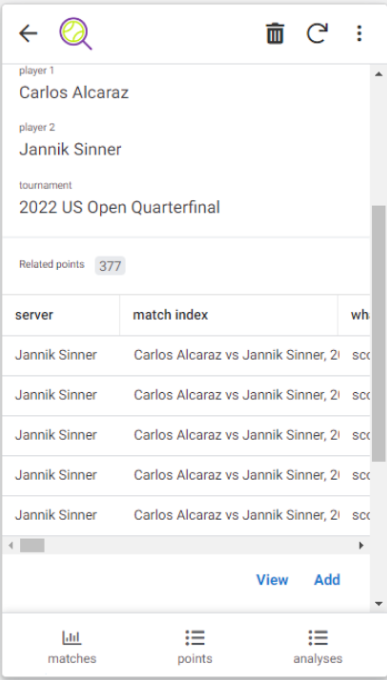 player 1
Carlos Alcaraz
player 2
Jannik Sinner
tournament
2022 US Open Quarterfinal
Related points 377
server match index
Jannik Sinner Carlos Alcaraz vs Jannik Sinner,
Jannik Sinner Carlos Alcaraz vs Jannik Sinner,
Jannik Sinner Carlos Alcaraz vs Jannik Sinner,
Jannik Sinner Carlos Alcaraz vs Jannik Sinner,
Jannik Sinner Carlos Alcaraz vs Jannik Sinner,
View Add
matches points analyses